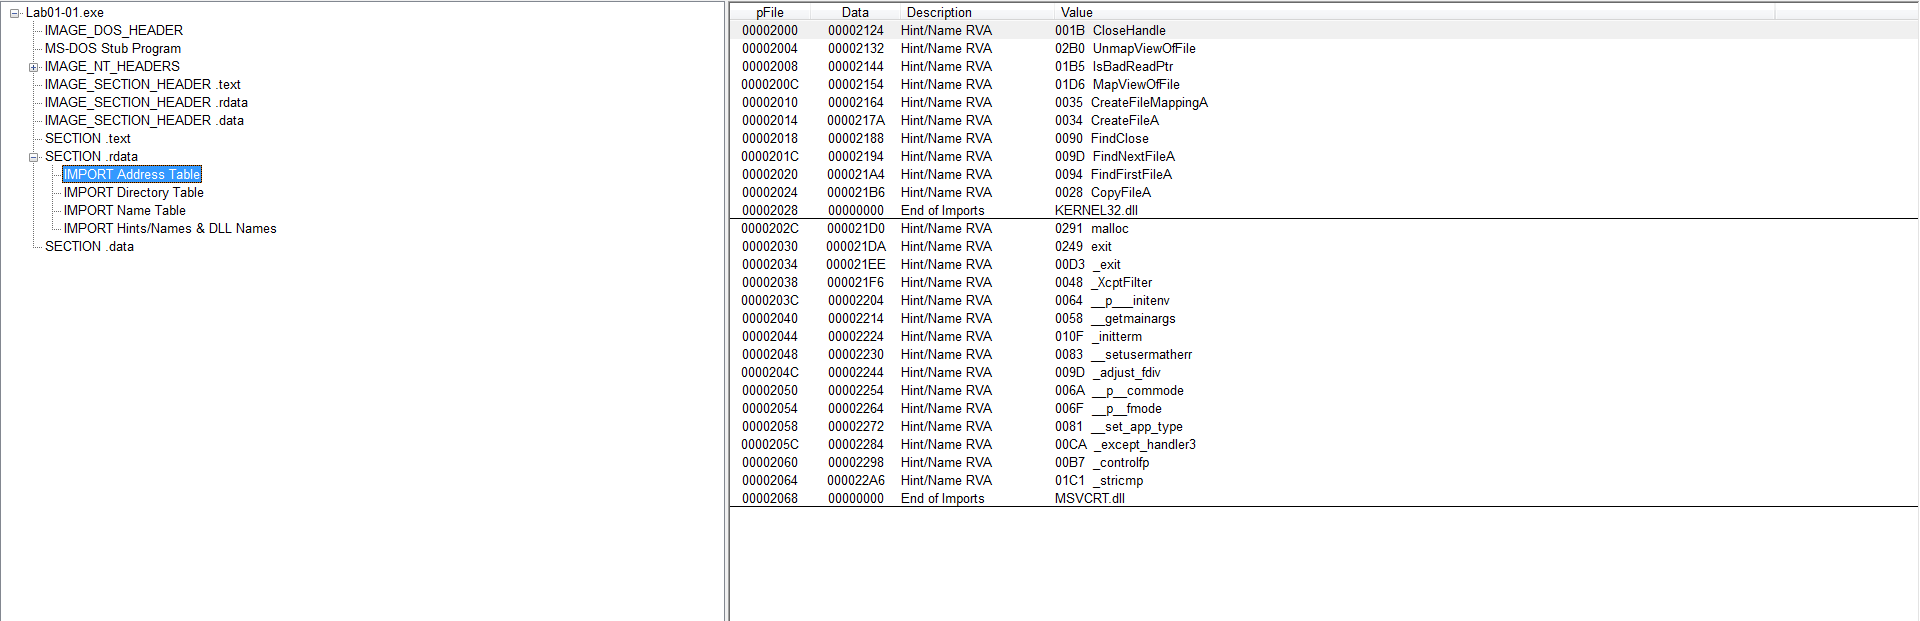 Lab01-01.exe
IMAGE_DOS_HEADER
MS-DOS Stub Program
IMAGE_NT_HEADERS
IMAGE_SECTION_HEADER .text
IMAGE_SECTION_HEADER .rdata
IMAGE_SECTION_HEADER .data
SECTION .text
SECTION .rdata
IMPORT Address Table
IMPORT Directory Table
IMPORT Name Table
IMPORT Hints/Names & DLL Names
SECTION .data
pFile Data Description Value
00002000 00002124 Hint/Name RVA 001B CloseHandle
00002004 00002132 Hint/Name RVA 02B0 UnmapViewOfFile
00002008 00002144 Hint/Name RVA 01B5 IsBadReadPtr
0000200C 00002154 Hint/Name RVA 01D6 MapViewOfFile
00002010 00002164 Hint/Name RVA 0035 CreateFileMappingA
00002014 0000217A Hint/Name RVA 0034 CreateFileA
00002018 00002188 Hint/Name RVA 0090 FindClose
0000201C 00002194 Hint/Name RVA 009D FindNextFileA
00002020 000021A4 Hint/Name RVA 0094 FindFirstFileA
00002024 000021B6 Hint/Name RVA 0028 CopyFileA
00002028 00000000 End of Imports KERNEL32.dll
0000202C 000021D0 Hint/Name RVA 0291 malloc
00002030 000021DA Hint/Name RVA 0249 exit
00002034 000021EE Hint/Name RVA 00D3 _exit
00002038 000021F6 Hint/Name RVA 0048 _XcptFilter
0000203C 00002204 Hint/Name RVA 0064 __p___initenv
00002040 00002214 Hint/Name RVA 0058 __getmainargs
00002044 00002224 Hint/Name RVA 010F _initterm
00002048 00002230 Hint/Name RVA 0083 __setusermatherr
0000204C 00002244 Hint/Name RVA 009D _adjust_fdiv
00002050 00002254 Hint/Name RVA 006A __p__commode
00002054 00002264 Hint/Name RVA 006F __p__fmode
00002058 00002272 Hint/Name RVA 0081 __set_app_type
0000205C 00002284 Hint/Name RVA 00CA _except_handler3
00002060 00002298 Hint/Name RVA 00B7 _controlfp
00002064 000022A6 Hint/Name RVA 01C1 _stricmp
00002068 00000000 End of Imports MSVCRT.dll